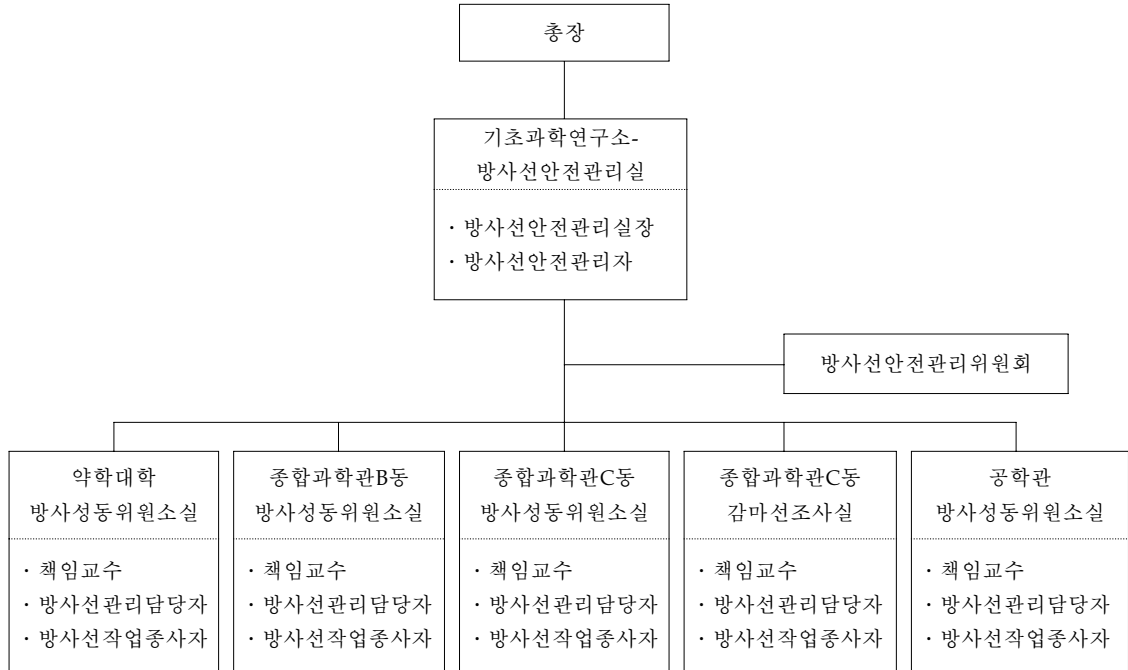 총장
기초과학연구소-
방사선안전관리실
· 방사선안전관리실장
· 방사선안전관리자
방사선안전관리위원회
약학대학
방사성동위원소실
· 책임교수
· 방사선관리담당자
· 방사선작업종사자
종합과학관B동
방사성동위원소실
· 책임교수
· 방사선관리담당자
· 방사선작업종사자
종합과학관C동
방사성동위원소실
· 책임교수
· 방사선관리담당자
· 방사선작업종사자
종합과학관C동
감마선조사실
· 책임교수
· 방사선관리담당자
· 방사선작업종사자
공학관
방사성동위원소실
· 책임교수
· 방사선관리담당자
· 방사선작업종사자